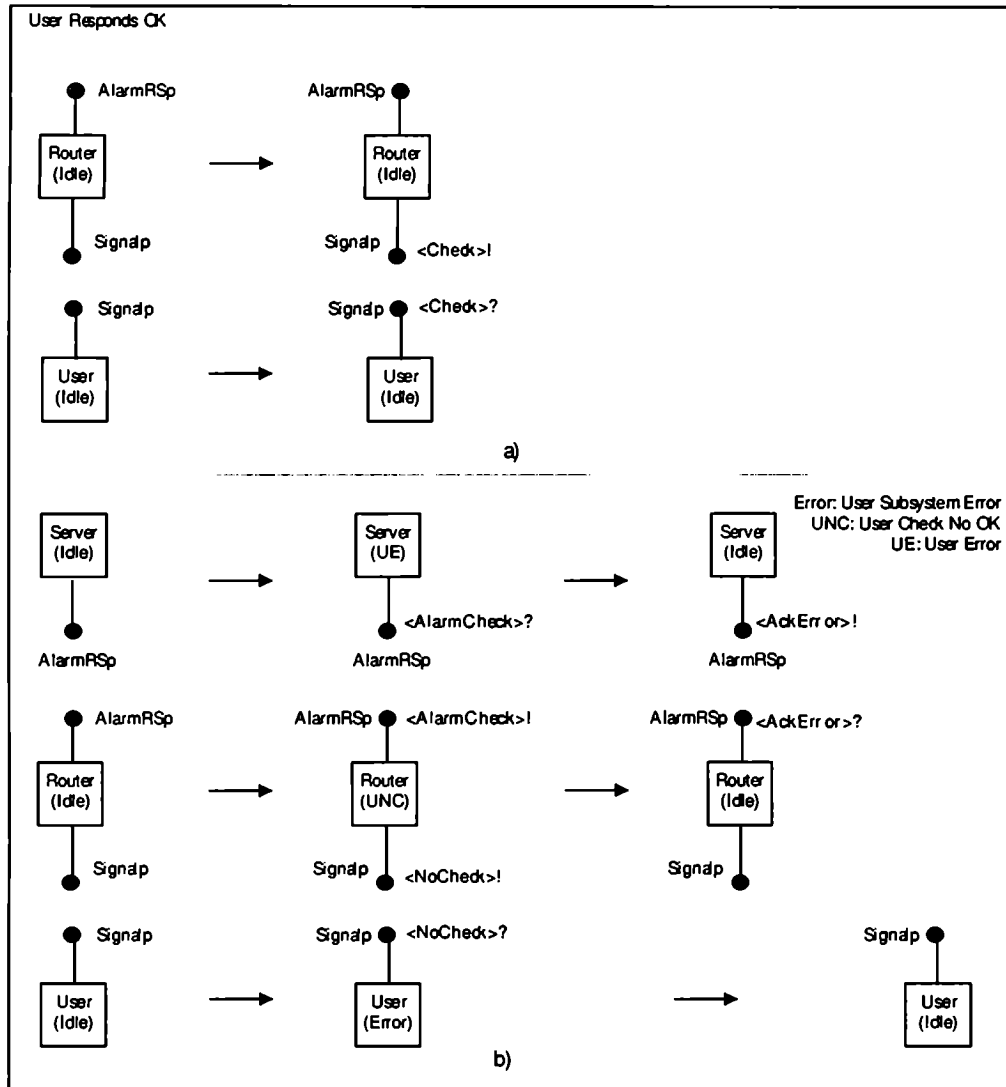 User Responds OK
AlarmRSp
AlarmRSp
Router
(Idle)
Router
(Idle)
Signalp
Signalp
<Check>!
Signalp
Signalp
<Check>?
User
(Idle)
User
(Idle)
a)
Error: User Subsystem Error
UNC: User Check No OK
UE: User Error
Server
(Idle)
Server
(UE)
Server
(Idle)
<AlarmCheck>?
<AckError>!
AlarmRSp
AlarmRSp
AlarmRSp
AlarmRSp
AlarmRSp
<AlarmCheck>!
AlarmRSp
<AckError>?
Router
(Idle)
Router
(UNC)
Router
(Idle)
Signalp
Signalp
<NoCheck>!
Signalp
Signalp
Signalp
<NoCheck>?
Signalp
User
(Idle)
User
(Error)
User
(Idle)
b)